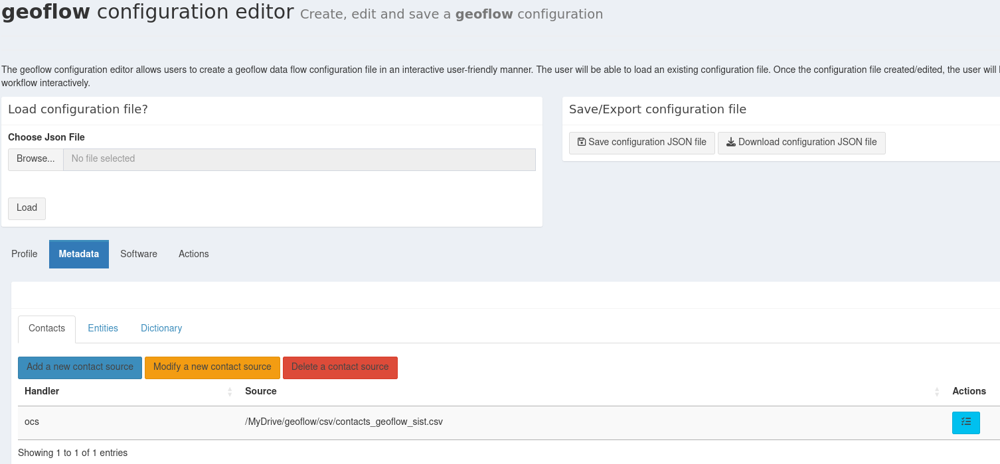 geoflow configuration editor Create, edit and save a geoflow configuration
The geoflow configuration editor allows users to create a geoflow data flow configuration file in an interactive user-friendly manner. The user will be able to load an existing configuration file. Once the configuration file created/edited, the user will
workflow interactively.
Load configuration file?
Save/Export configuration file
Choose Json File
Browse... No file selected
Save configuration JSON file Download configuration JSON file
Load
Profile Metadata Software Actions
Contacts Entities Dictionary
Add a new contact source Modify a new contact source Delete a contact source
Handler Source Actions
ocs /MyDrive/geoflow/csv/contacts_geoflow_sist.csv
Showing 1 to 1 of 1 entries